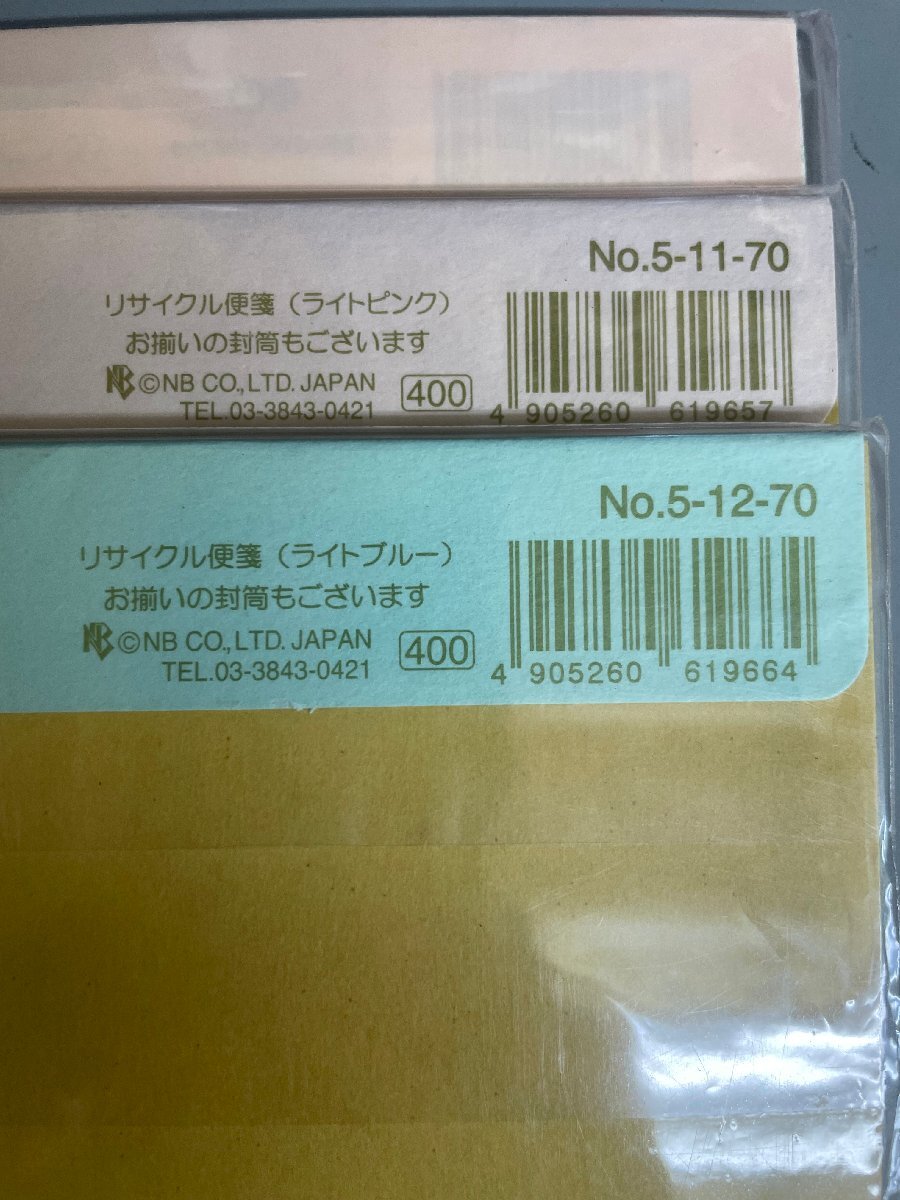 No.5-11-70
リサイクル便箋（ライトピンク）
お揃いの封筒もございます
NB ©NB CO.,LTD. JAPAN 400
TEL.03-3843-0421
4 905260 619657
No.5-12-70
リサイクル便箋（ライトブルー）
お揃いの封筒もございます
NB ©NB CO.,LTD. JAPAN 400
TEL.03-3843-0421
4 905260 619664